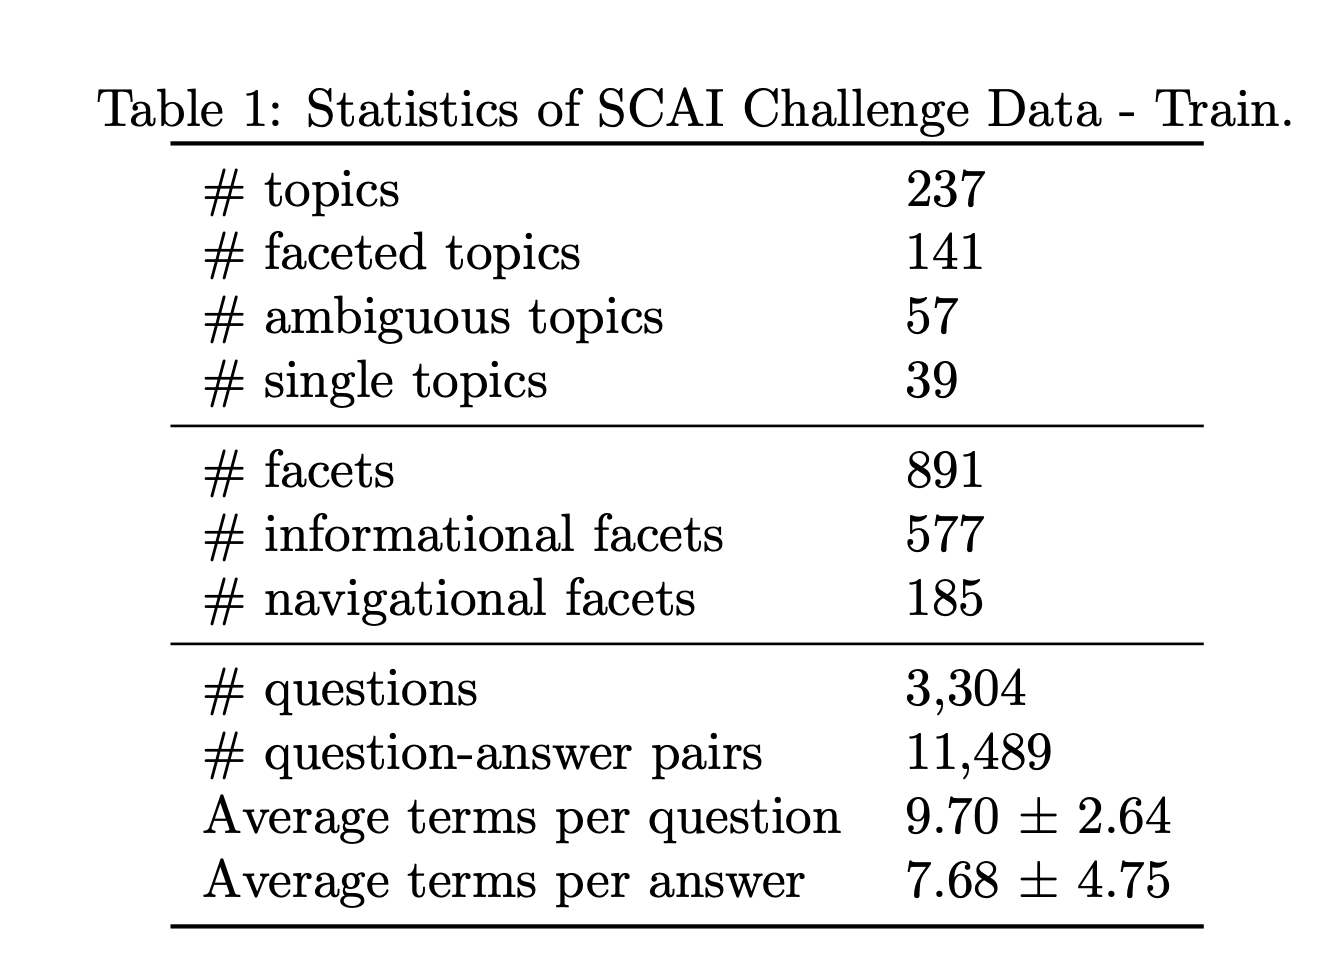 Table 1: Statistics of SCAI Challenge Data - Train.
# topics 237
# faceted topics 141
# ambiguous topics 57
# single topics 39
# facets 891
# informational facets 577
# navigational facets 185
# questions 3,304
# question-answer pairs 11,489
Average terms per question 9.70 ± 2.64
Average terms per answer 7.68 ± 4.75